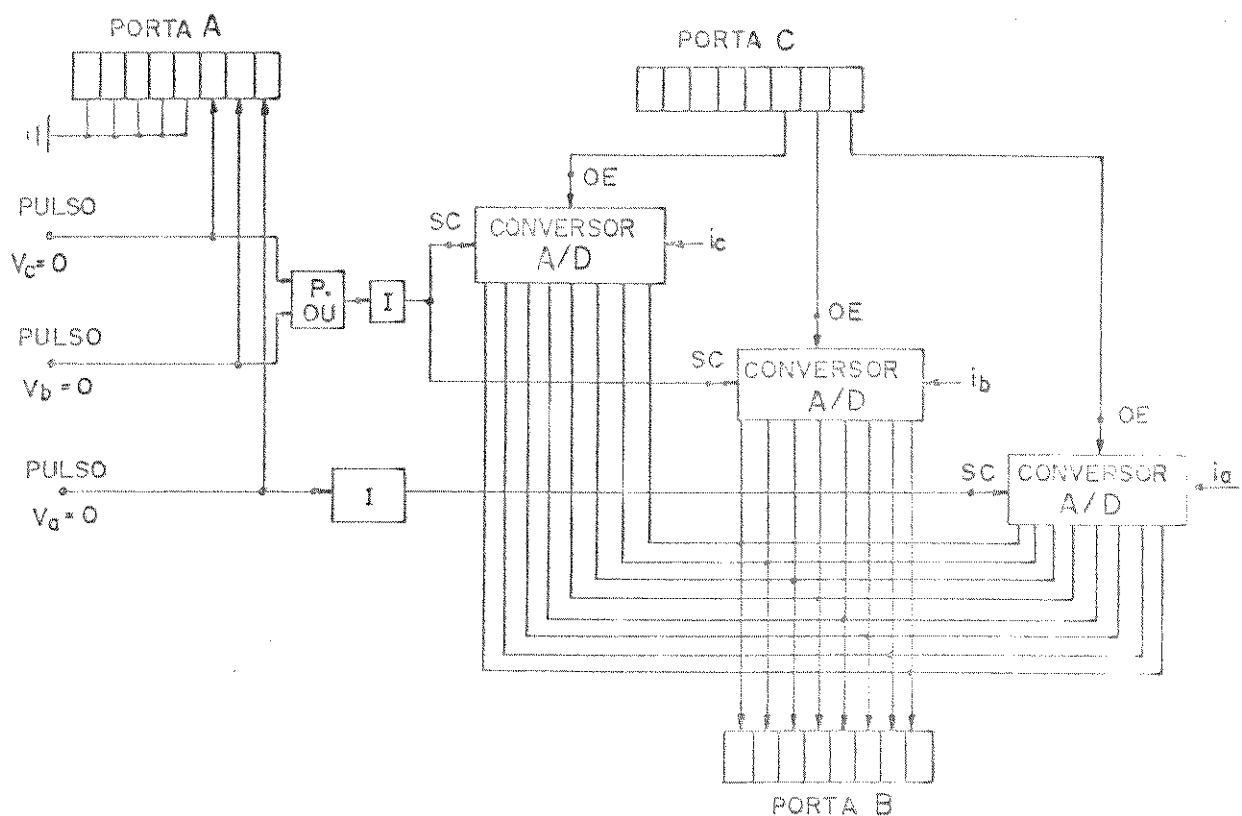 PORTA A
PORTA C
PULSO
Vc = 0
OE
SC
CONVERSOR
A/D
ic
P. OU
I
PULSO
Vb = 0
OE
SC
CONVERSOR
A/D
ib
PULSO
Va = 0
I
OE
SC
CONVERSOR
A/D
ia
PORTA B